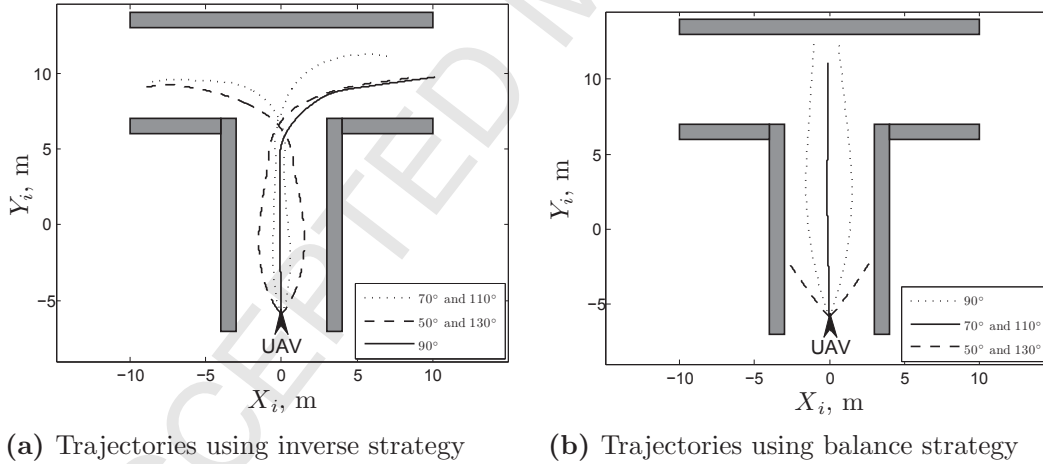 ACCEPTED M
10
5
0
−5
Y_i, m
−10
−5
0
5
10
X_i, m
UAV
70° and 110°
50° and 130°
90°
(a) Trajectories using inverse strategy
10
5
0
−5
Y_i, m
−10
−5
0
5
10
15
X_i, m
UAV
90°
70° and 110°
50° and 130°
(b) Trajectories using balance strategy